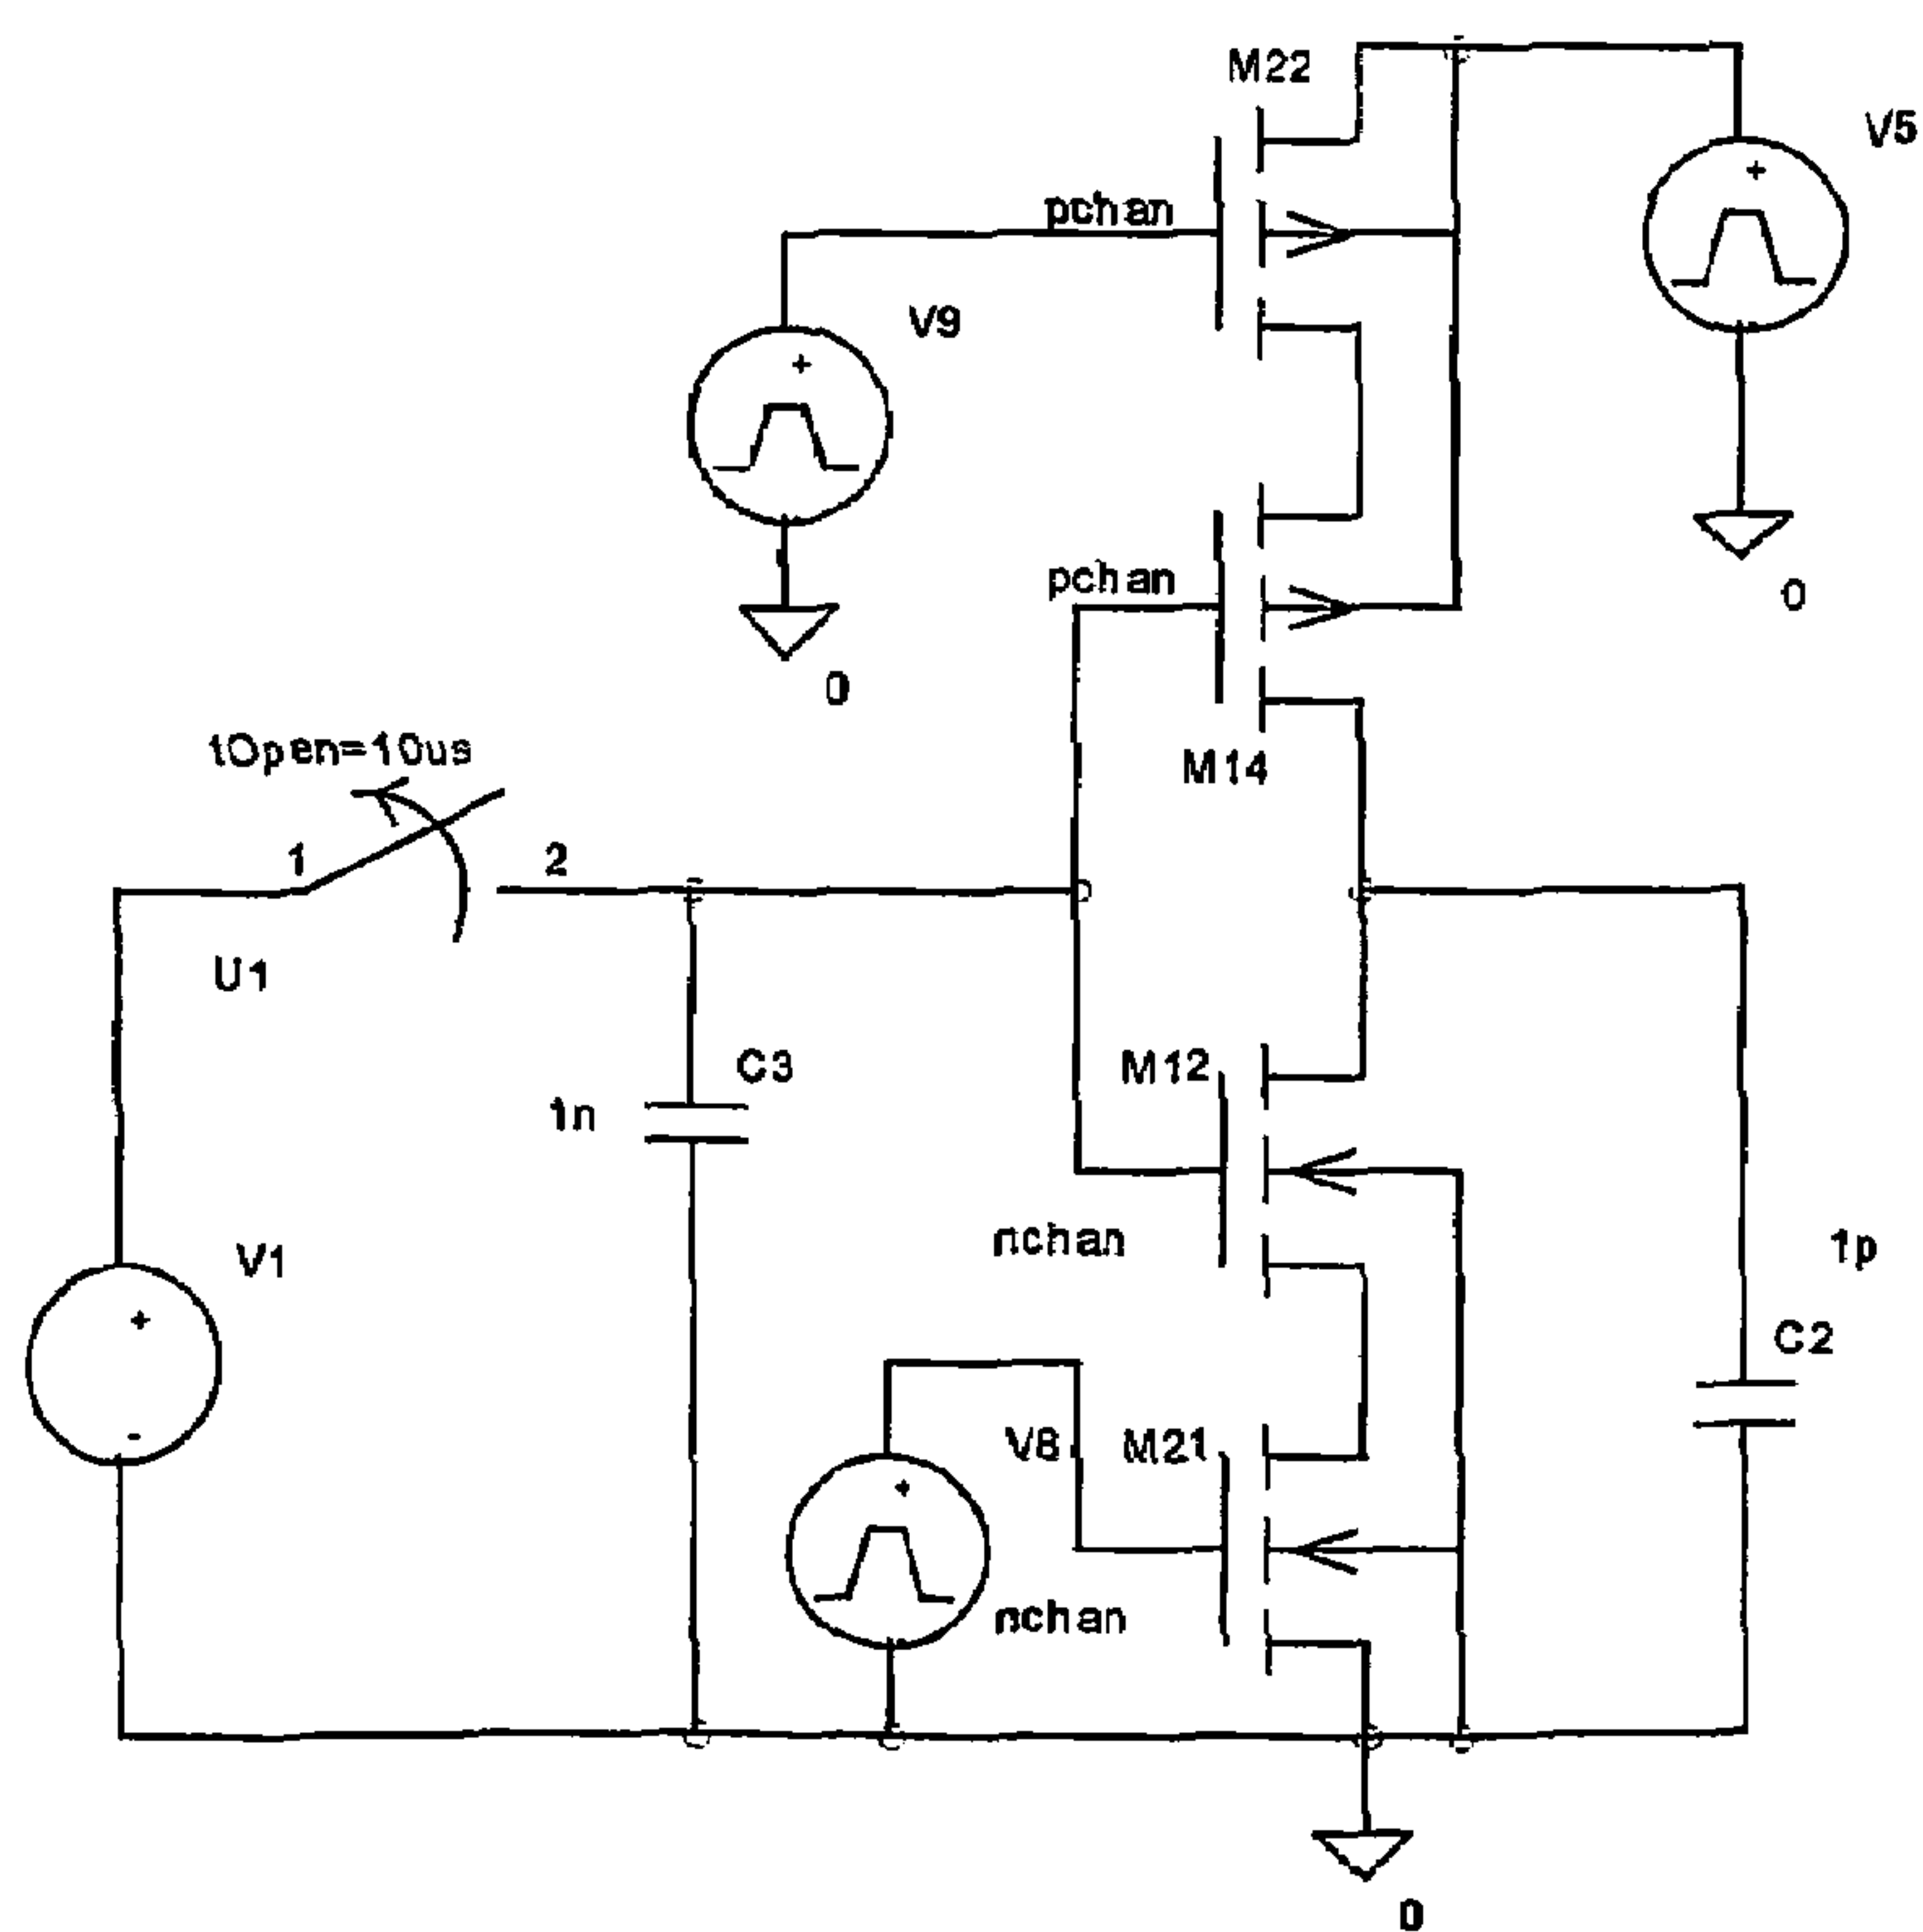 M22
V5
+
pchan
V9
+
0
pchan
0
tOpen=10us
M14
1
2
U1
C3
M12
1n
nchan
V1
1p
+
C2
V8
M21
+
-
nchan
0